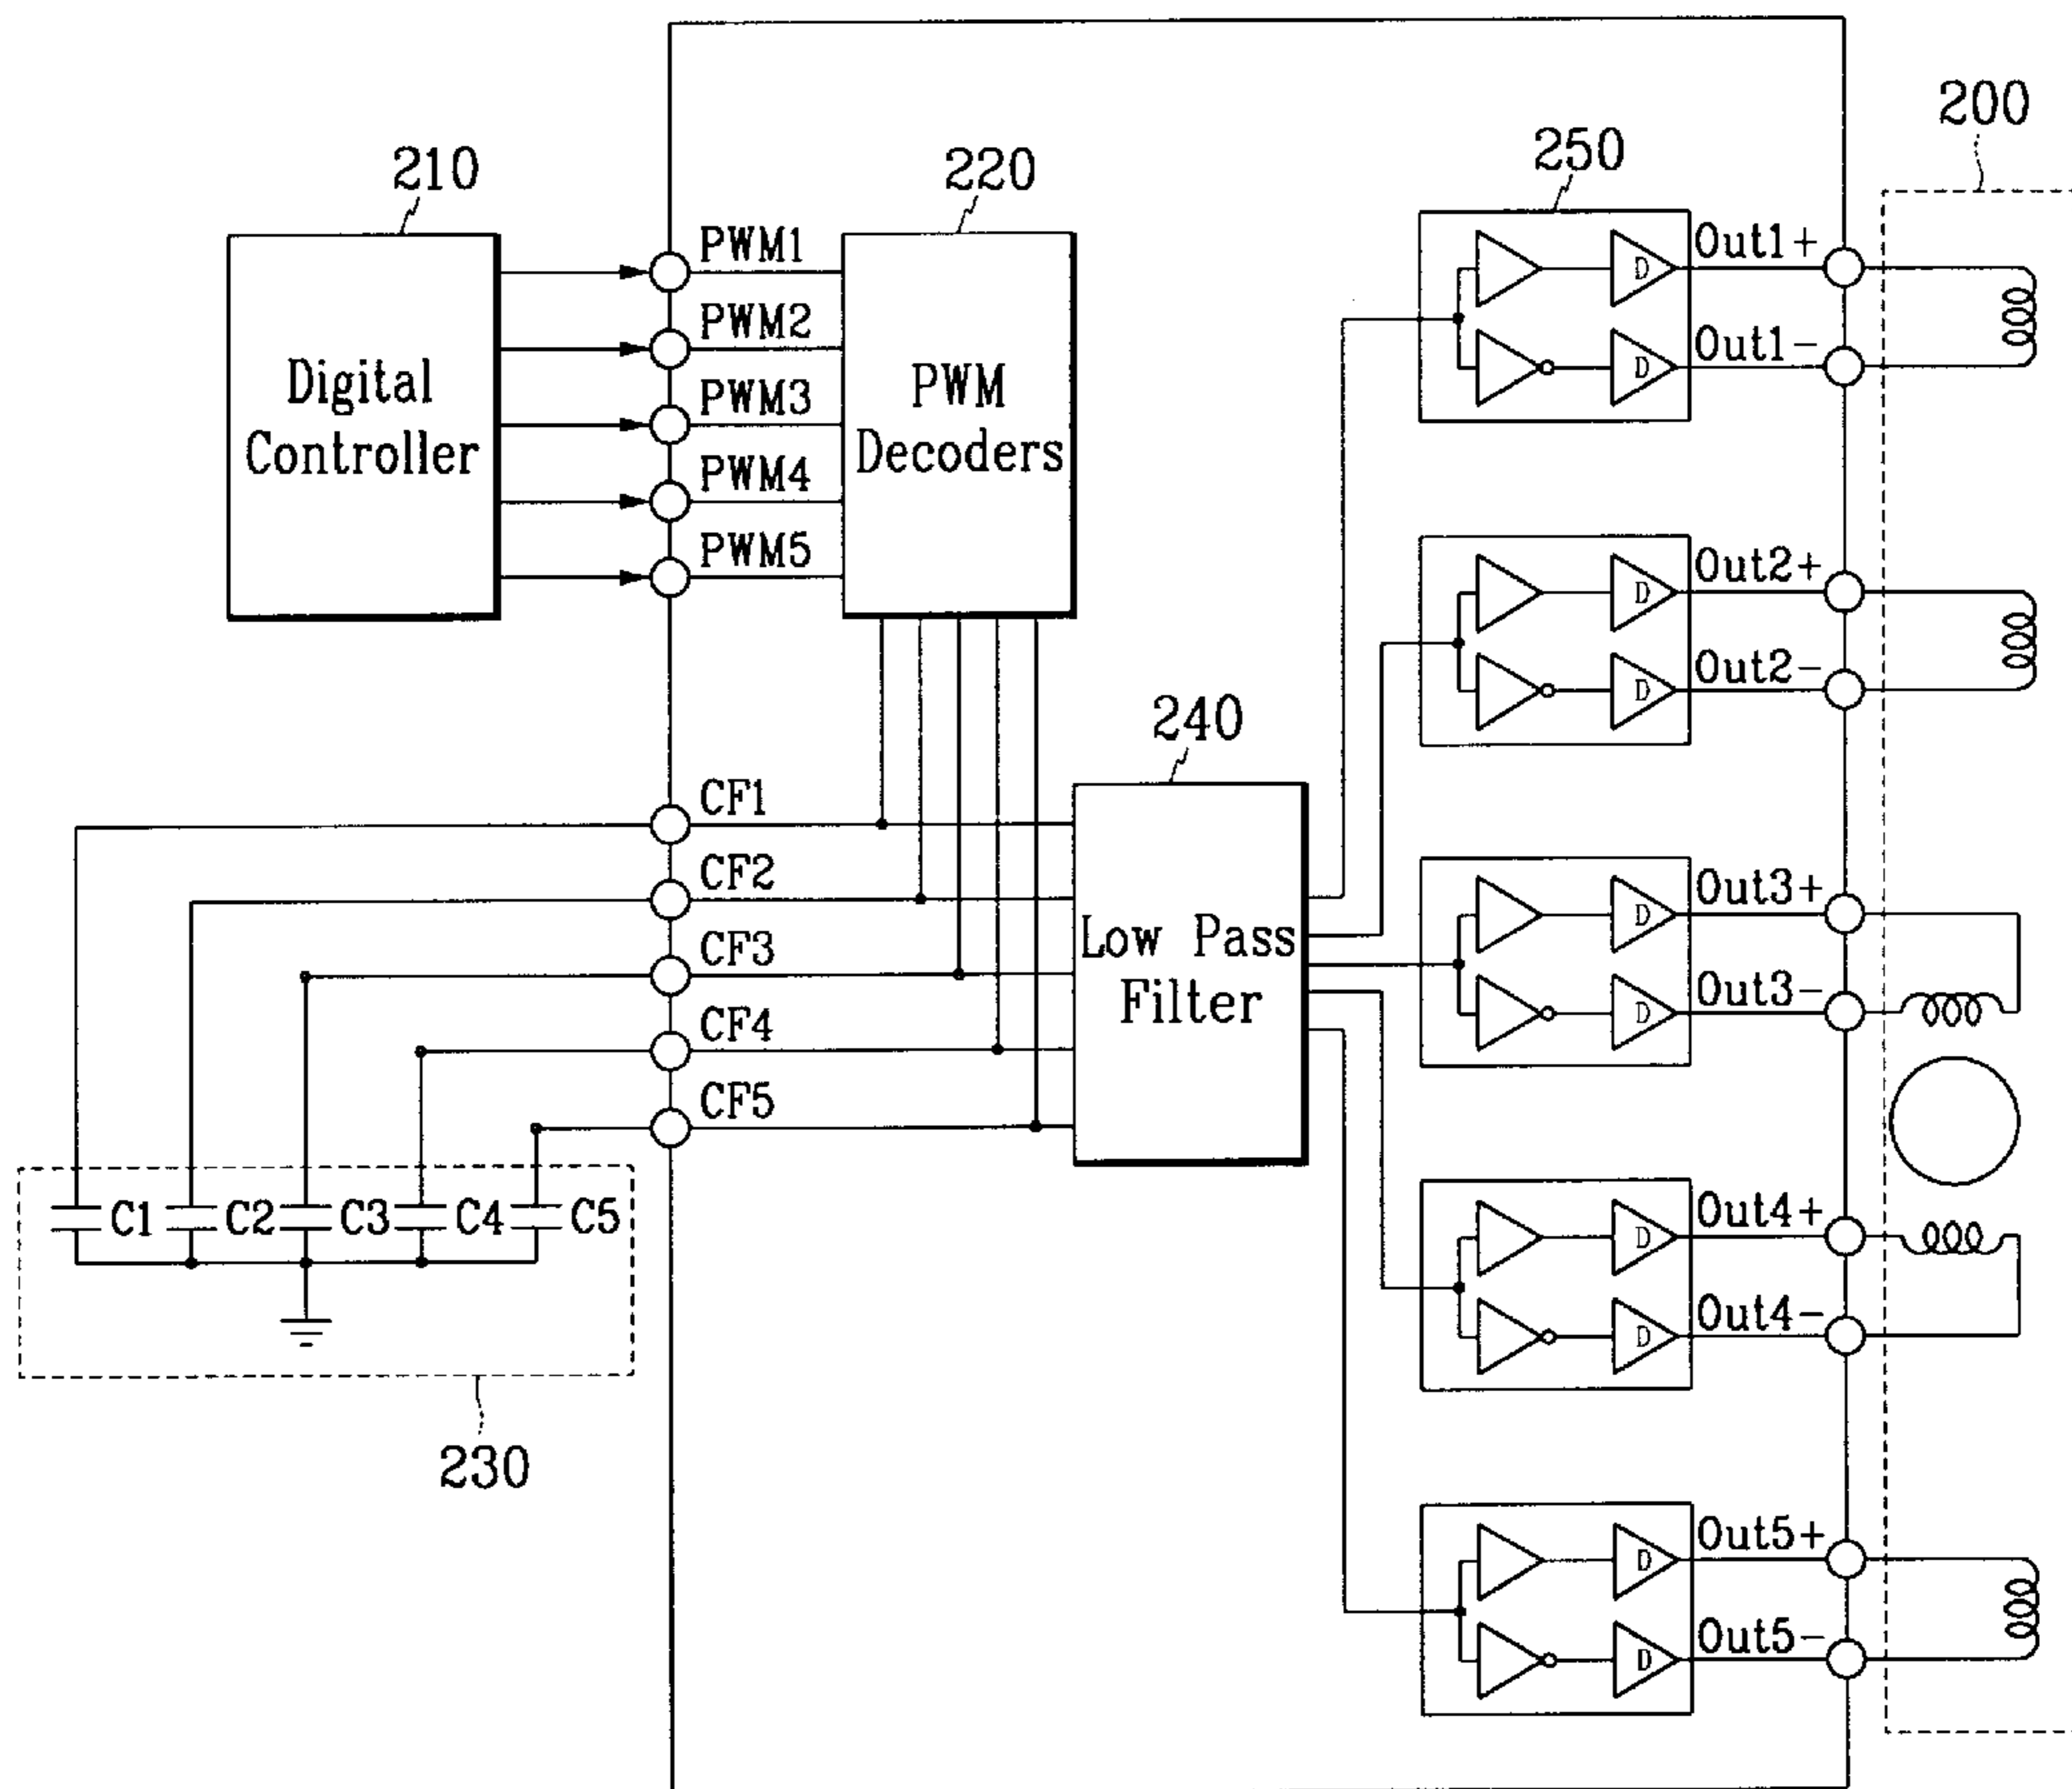 200
250
210
220
PWM1
PWM2
PWM3
PWM4
PWM5
Digital
Controller
PWM
Decoders
D
Out1+
D
Out1-
D
Out2+
D
Out2-
240
CF1
CF2
CF3
CF4
CF5
Low Pass
Filter
D
Out3+
D
Out3-
C1
C2
C3
C4
C5
D
Out4+
D
Out4-
230
D
Out5+
D
Out5-